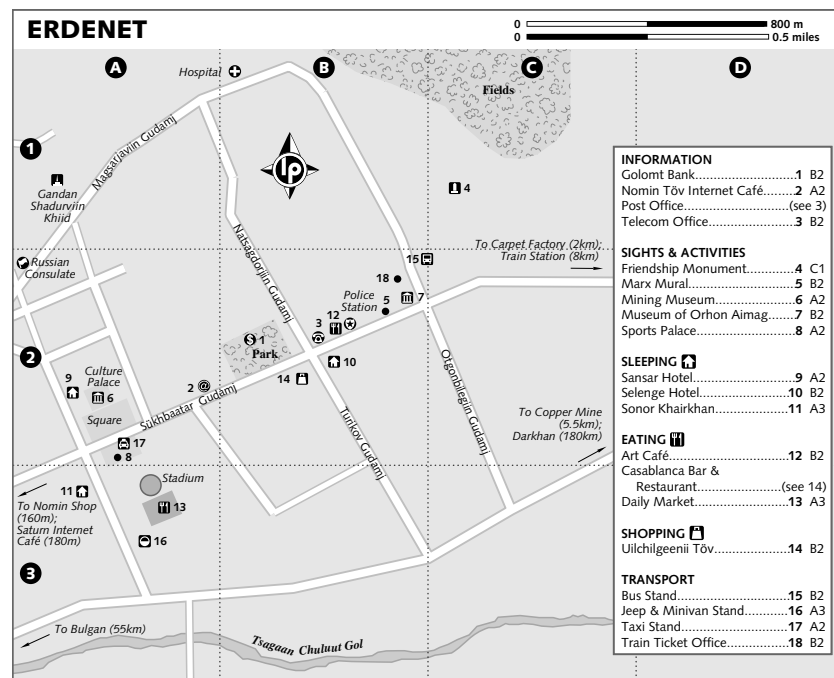 ERDENET
0 800 m
0 0.5 miles
A
B
C
D
1
2
3
Hospital
Fields
Magsarjaviin Gudamj
lp
Gandan
Shadurviin
Khiid
4
Natsagdorjiin Gudamj
To Carpet Factory (2km);
Train Station (8km)
Russian
Consulate
15
18
Police
Station
5
7
12
3
$ 1
Park
10
14
Otgonbilegiin Gudamj
Culture
Palace
9
6
2 @
Sükhbaatar Gudamj
Square
Tunkov Gudamj
To Copper Mine
(5.5km);
Darkhan (180km)
17
8
Stadium
11
13
To Nomin Shop
(160m);
Saturn Internet
Café (180m)
16
To Bulgan (55km)
Tsagaan Chuluut Gol
INFORMATION
Golomt Bank..............................1 B2
Nomin Töv Internet Café.........2 A2
Post Office.........................(see 3)
Telecom Office..........................3 B2
SIGHTS & ACTIVITIES
Friendship Monument..............4 C1
Marx Mural................................5 B2
Mining Museum........................6 A2
Museum of Orhon Aimag.........7 B2
Sports Palace.............................8 A2
SLEEPING
Sansar Hotel..............................9 A2
Selenge Hotel..........................10 B2
Sonor Khairkhan.....................11 A3
EATING
Art Café...................................12 B2
Casablanca Bar &
Restaurant......................(see 14)
Daily Market............................13 A3
SHOPPING
Uilchilgeenii Töv.....................14 B2
TRANSPORT
Bus Stand.................................15 B2
Jeep & Minivan Stand.............16 A3
Taxi Stand................................17 A2
Train Ticket Office...................18 B2